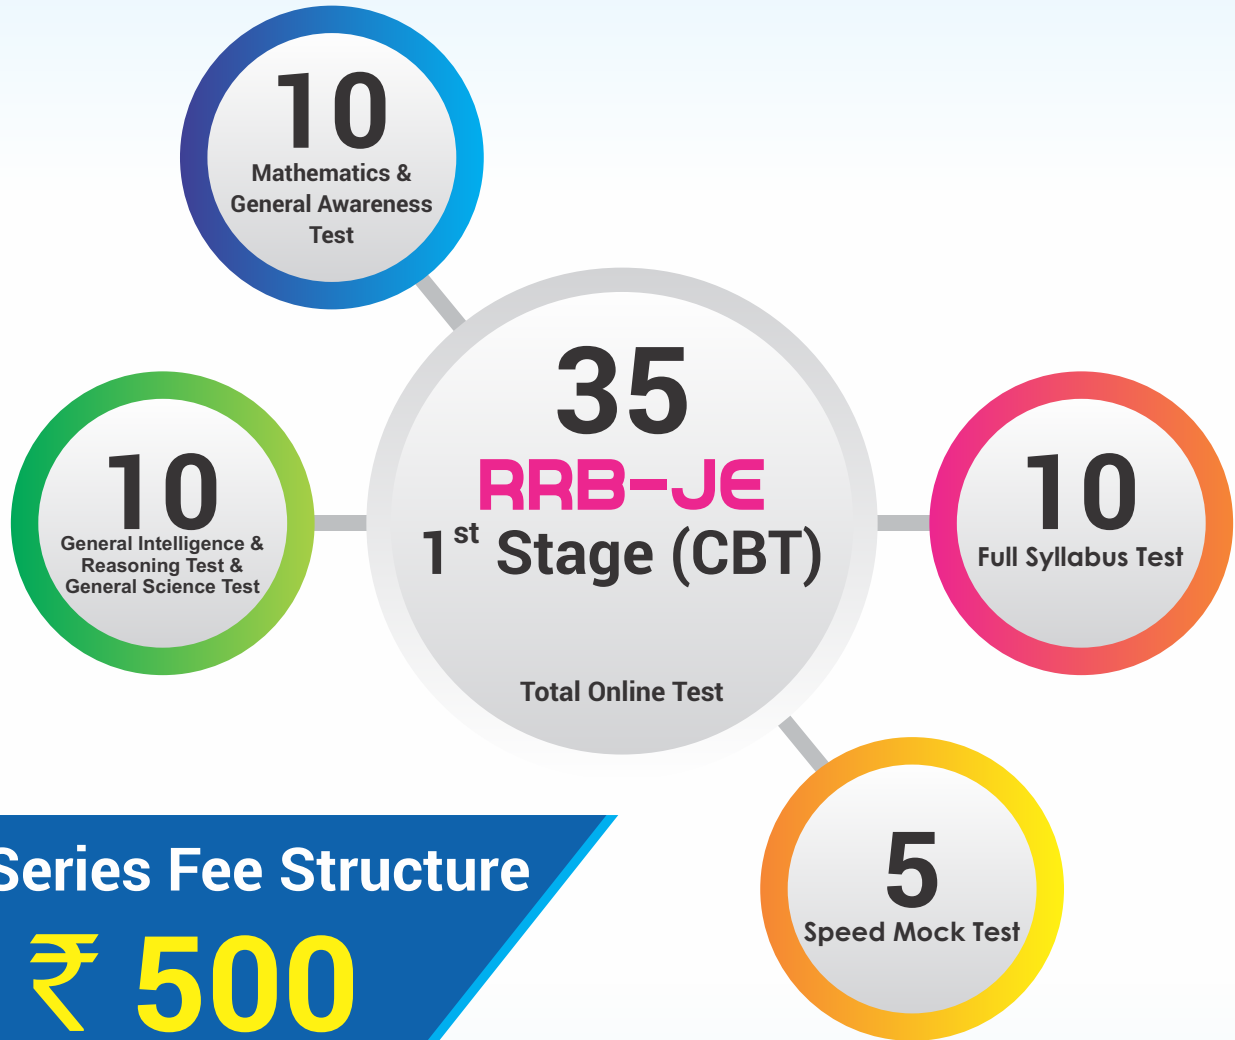 10
Mathematics &
General Awareness
Test
35
RRB-JE
1st Stage (CBT)
Total Online Test
10
General Intelligence &
Reasoning Test &
General Science Test
10
Full Syllabus Test
5
Speed Mock Test
Series Fee Structure
₹ 500